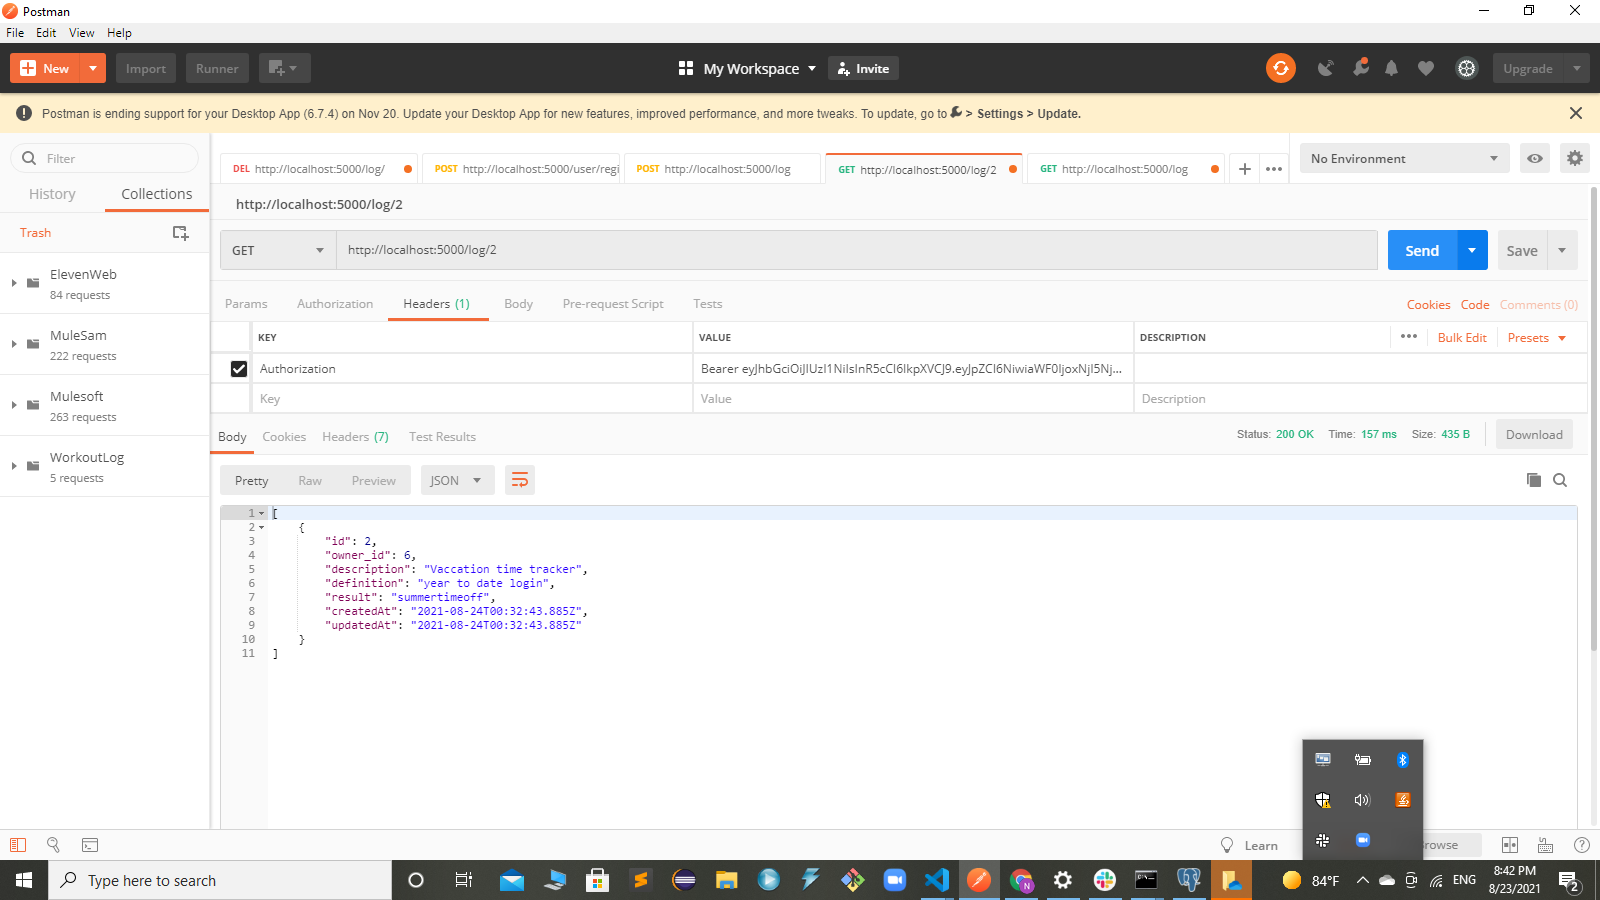 Postman
File Edit View Help
New Import Runner My Workspace Invite Upgrade
Postman is ending support for your Desktop App (6.7.4) on Nov 20. Update your Desktop App for new features, improved performance, and more tweaks. To update, go to > Settings > Update.
Filter
History Collections
Trash
ElevenWeb
84 requests
MuleSam
222 requests
Mulesoft
263 requests
WorkoutLog
5 requests
DEL http://localhost:5000/log/ POST http://localhost:5000/user/regi POST http://localhost:5000/log GET http://localhost:5000/log/2 GET http://localhost:5000/log + ••• No Environment
http://localhost:5000/log/2
GET http://localhost:5000/log/2 Send Save
Params Authorization Headers (1) Body Pre-request Script Tests Cookies Code Comments (0)
KEY VALUE DESCRIPTION ••• Bulk Edit Presets
Authorization Bearer
Key Value Description
Body Cookies Headers (7) Test Results Status: 200 OK Time: 157 ms Size: 435 B Download
Pretty Raw Preview JSON
1 [
2 {
3 "id": 2,
4 "owner_id": 6,
5 "description": "Vaccation time tracker",
6 "definition": "year to date login",
7 "result": "summertimeoff",
8 "createdAt": "2021-08-24T00:32:43.885Z",
9 "updatedAt": "2021-08-24T00:32:43.885Z"
10 }
11 ]
Learn rowse
Type here to search 84°F ENG 8:42 PM
8/23/2021 2